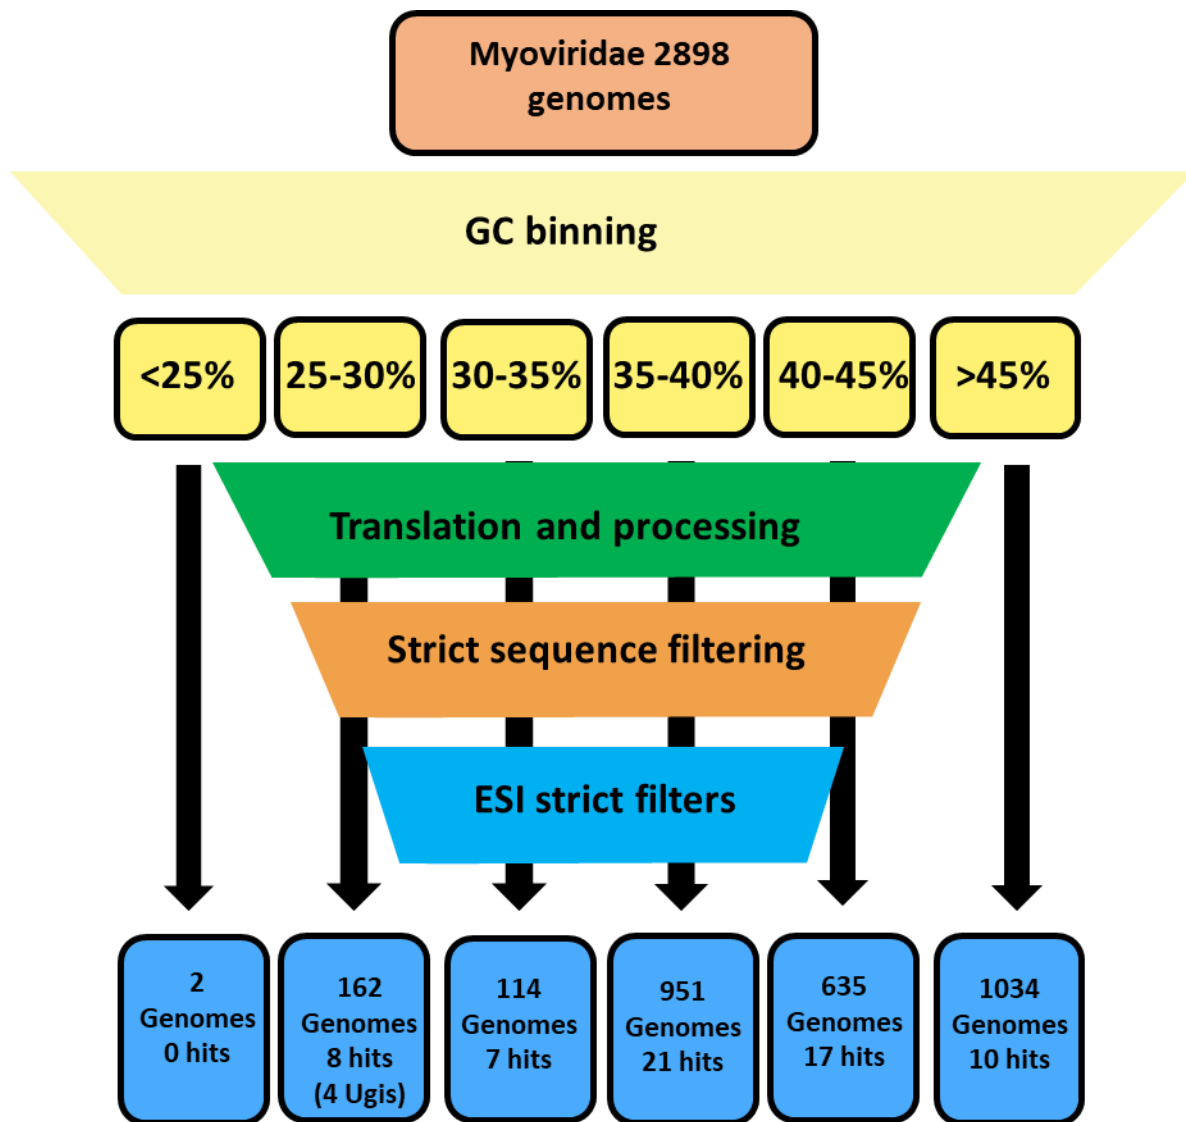 Myoviridae 2898
genomes
GC binning
<25%
25-30%
30-35%
35-40%
40-45%
>45%
Translation and processing
Strict sequence filtering
ESI strict filters
2
Genomes
0 hits
162
Genomes
8 hits
(4 Ugis)
114
Genomes
7 hits
951
Genomes
21 hits
635
Genomes
17 hits
1034
Genomes
10 hits